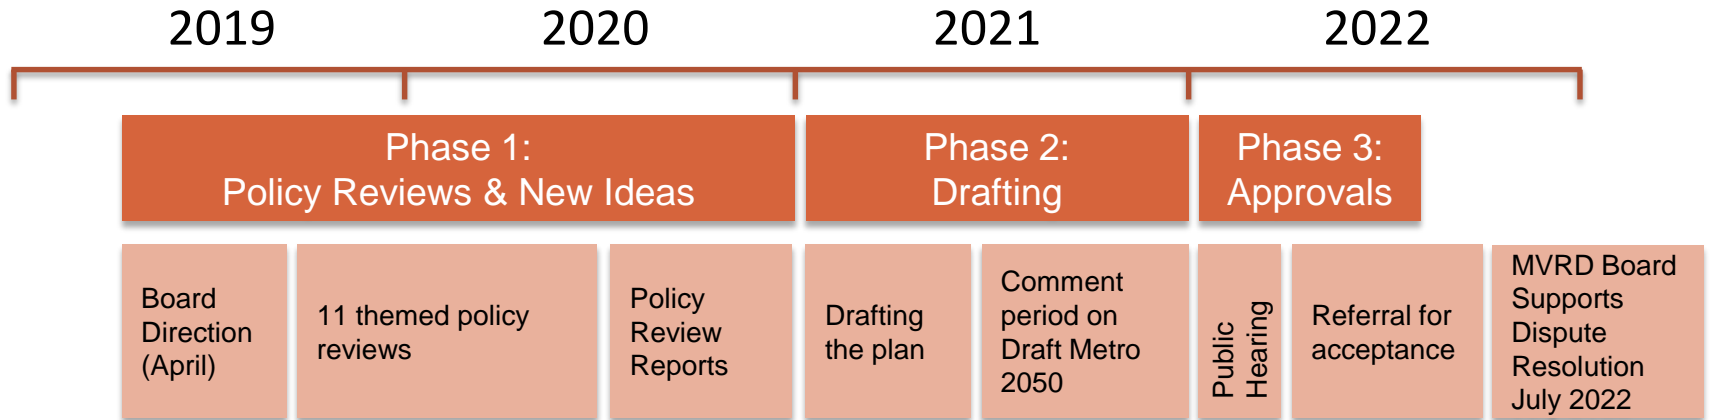 2019
2020
2021
2022
Phase 1:
Policy Reviews & New Ideas
Phase 2:
Drafting
Phase 3:
Approvals
Board
Direction
(April)
11 themed policy
reviews
Policy
Review
Reports
Drafting
the plan
Comment
period on
Draft Metro
2050
Public
Hearing
Referral for
acceptance
MVRD Board
Supports
Dispute
Resolution
July 2022